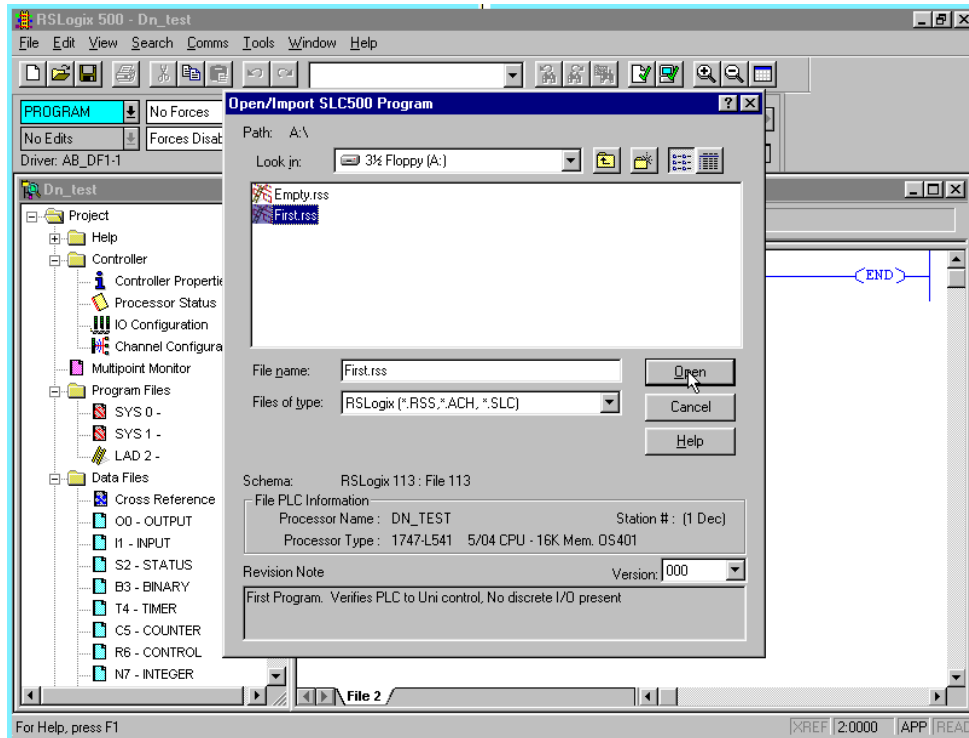 RSLogix 500 - Dn_test
File Edit View Search Comms Tools Window Help
PROGRAM
No Forces
No Edits
Forces Disat
Driver: AB_DF1-1
Open/Import SLC500 Program
Path: A:\
Look in:
3½ Floppy (A:)
Empty.rss
First.rss
File name:
First.rss
Open
Files of type:
RSLogix (*.RSS,*.ACH, *.SLC)
Cancel
Help
Schema: RSLogix 113 : File 113
File PLC Information
Processor Name : DN_TEST
Station # : (1 Dec)
Processor Type : 1747-L541 5/04 CPU - 16K Mem. OS401
Revision Note
Version: 000
First Program. Verifies PLC to Uni control, No discrete I/O present
Dn_test
Project
Help
Controller
Controller Propertie
Processor Status
IO Configuration
Channel Configura
Multipoint Monitor
Program Files
SYS 0 -
SYS 1 -
LAD 2 -
Data Files
Cross Reference
O0 - OUTPUT
I1 - INPUT
S2 - STATUS
B3 - BINARY
T4 - TIMER
C5 - COUNTER
R6 - CONTROL
N7 - INTEGER
END
File 2
For Help, press F1
XREF 2:0000 APP READ